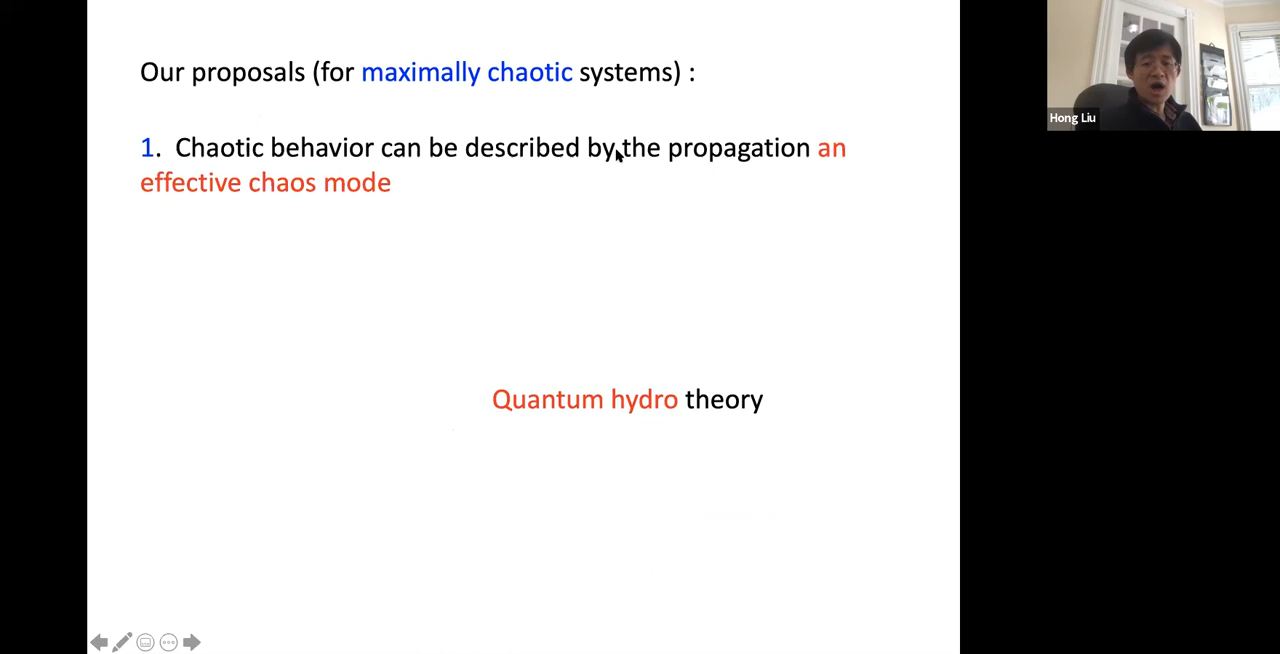 Our proposals (for maximally chaotic systems) :
Hong Liu
1. Chaotic behavior can be described by the propagation an
effective chaos mode
Quantum hydro theory